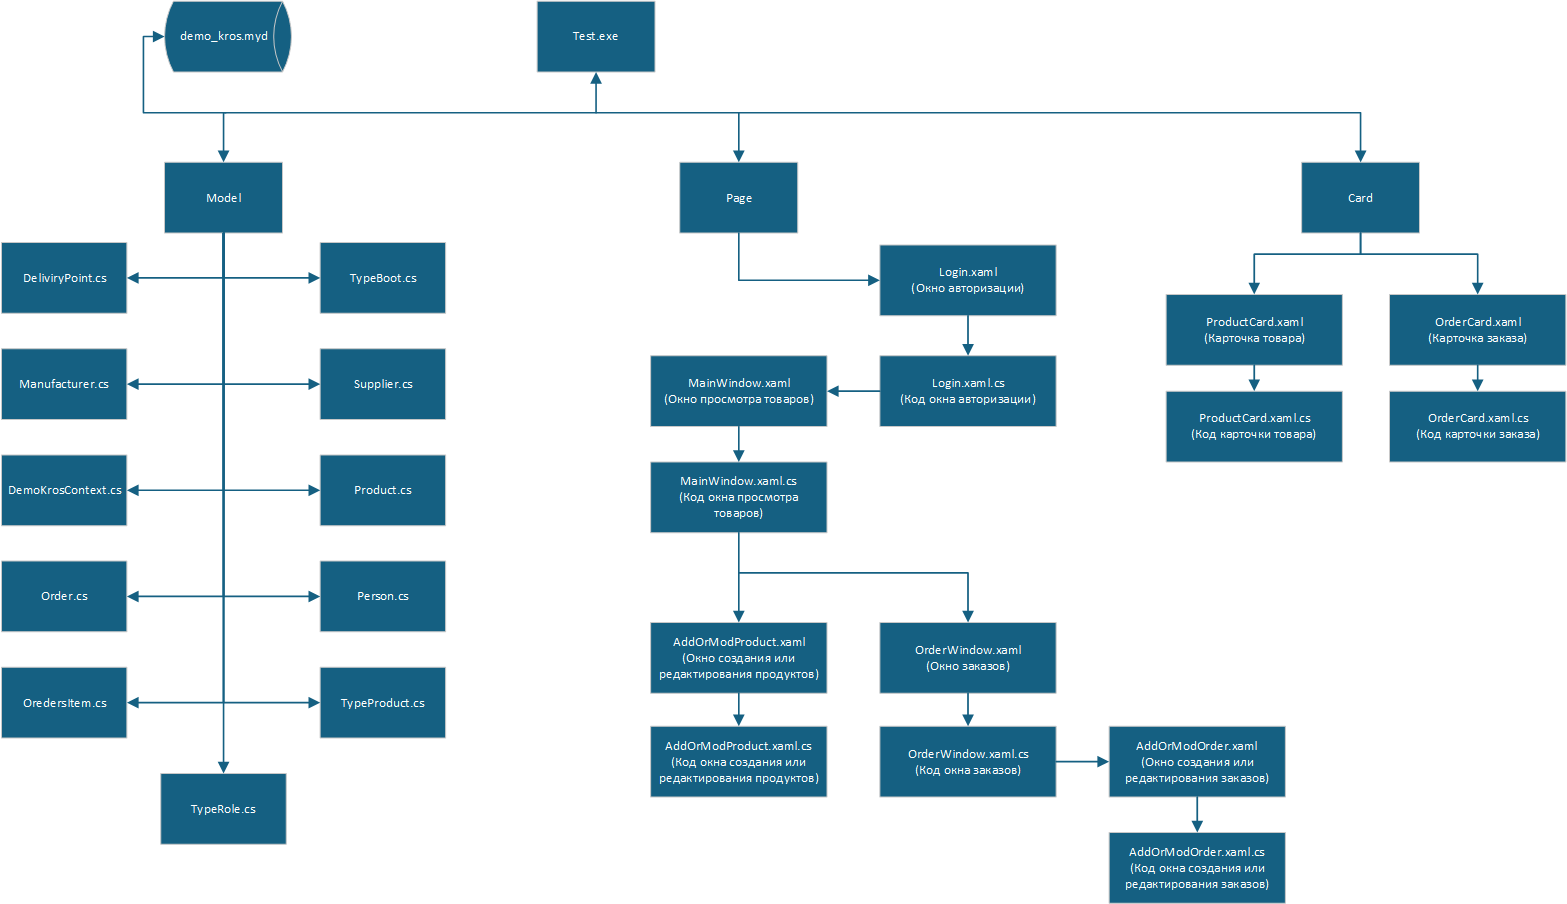 demo_kros.myd
Test.exe
Model
Page
Card
DeliviryPoint.cs
TypeBoot.cs
Manufacturer.cs
Supplier.cs
DemoKrosContext.cs
Product.cs
Order.cs
Person.cs
OredersItem.cs
TypeProduct.cs
TypeRole.cs
Login.xaml
(Окно авторизации)
Login.xaml.cs
(Код окна авторизации)
MainWindow.xaml
(Окно просмотра товаров)
MainWindow.xaml.cs
(Код окна просмотра
товаров)
AddOrModProduct.xaml
(Окно создания или
редактирования продуктов)
AddOrModProduct.xaml.cs
(Код окна создания или
редактирования продуктов)
OrderWindow.xaml
(Окно заказов)
OrderWindow.xaml.cs
(Код окна заказов)
AddOrModOrder.xaml
(Окно создания или
редактирования заказов)
AddOrModOrder.xaml.cs
(Код окна создания или
редактирования заказов)
ProductCard.xaml
(Карточка товара)
ProductCard.xaml.cs
(Код карточки товара)
OrderCard.xaml
(Карточка заказа)
OrderCard.xaml.cs
(Код карточки заказа)